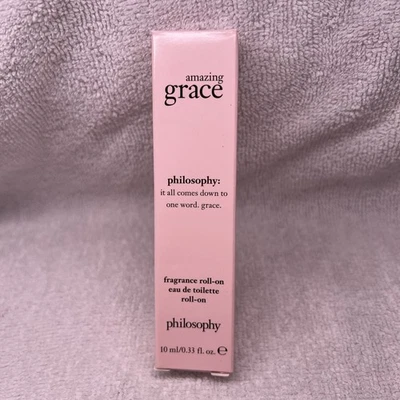 amazing
grace
philosophy:
it all comes down to
one word. grace.
fragrance roll-on
eau de toilette
roll-on
philosophy
10 ml/0.33 fl. oz. ℮